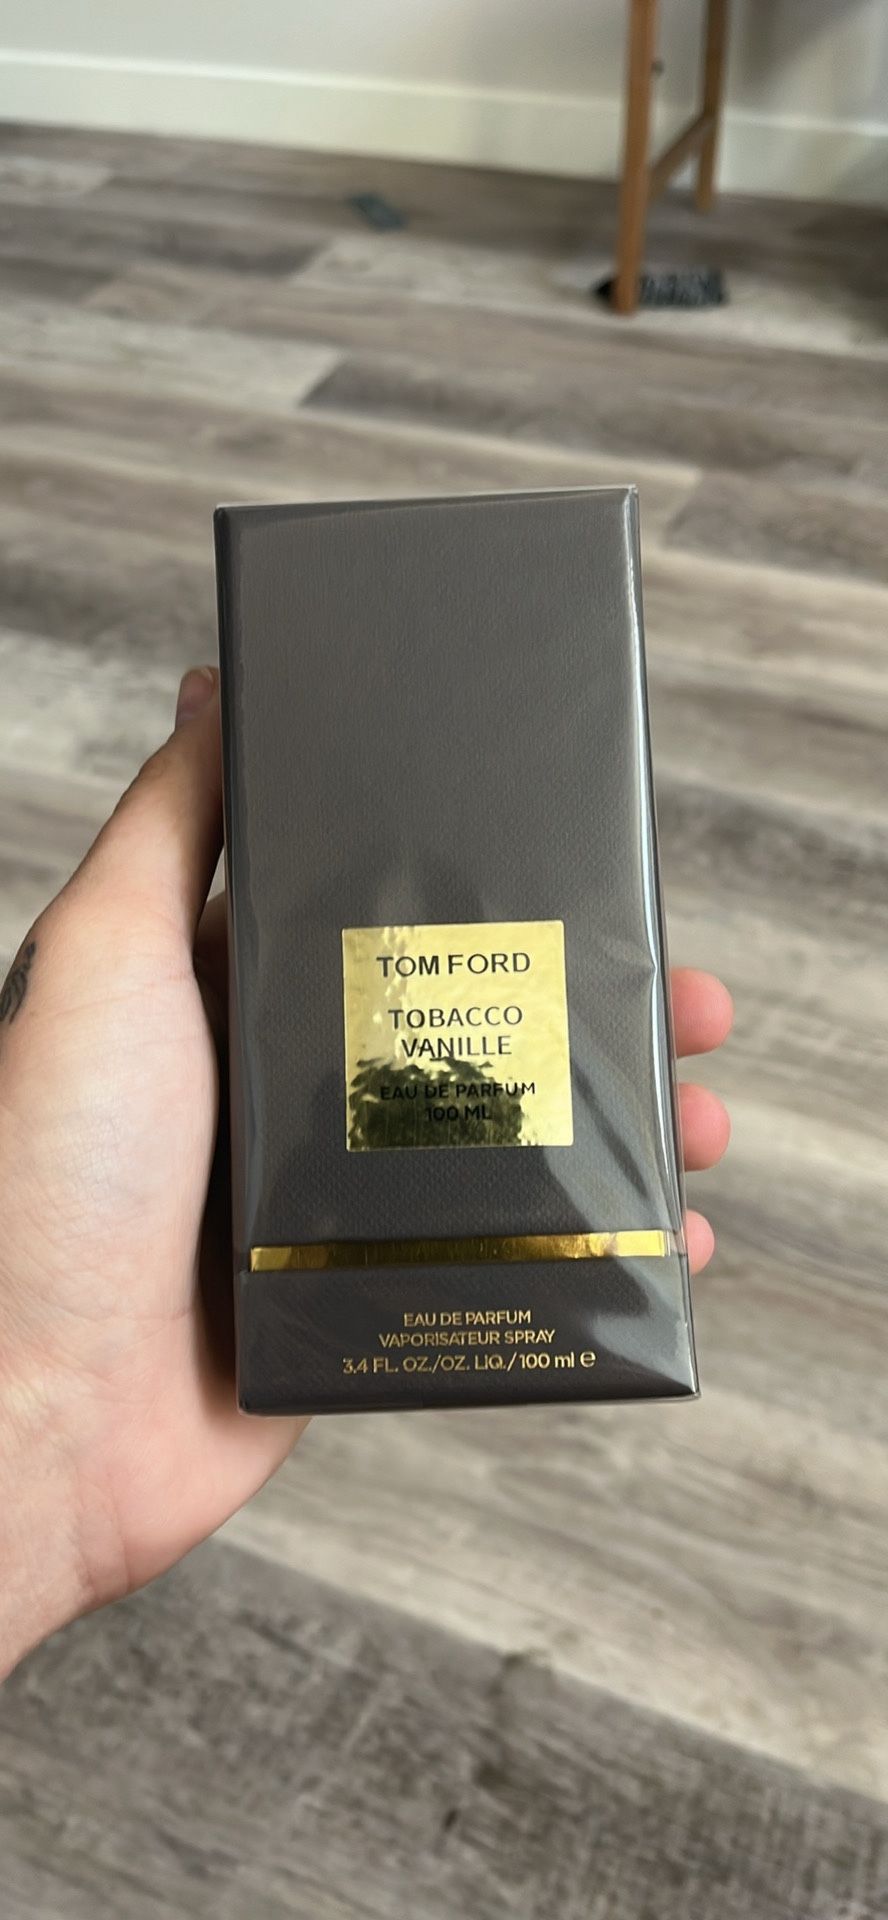 TOM FORD
TOBACCO
VANILLE
EAU DE PARFUM
100 ML
EAU DE PARFUM
VAPORISATEUR SPRAY
3.4 FL. OZ./OZ. LIQ./100 ml ℮